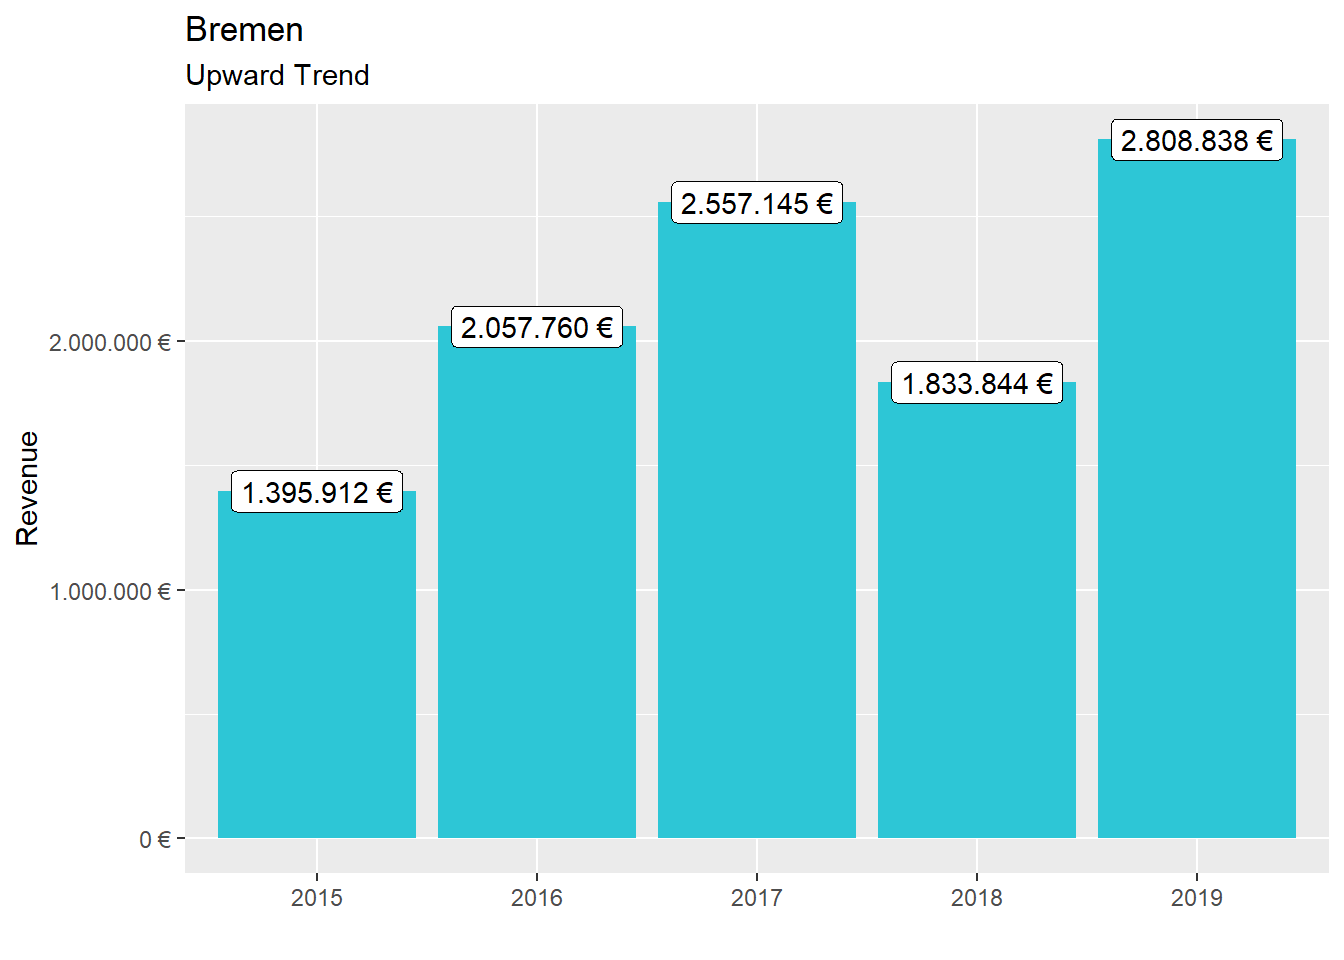 Bremen
Upward Trend
2.808.838 €
2.557.145 €
2.057.760 €
1.833.844 €
1.395.912 €
2.000.000 €
1.000.000 €
0 €
Revenue
2015 2016 2017 2018 2019